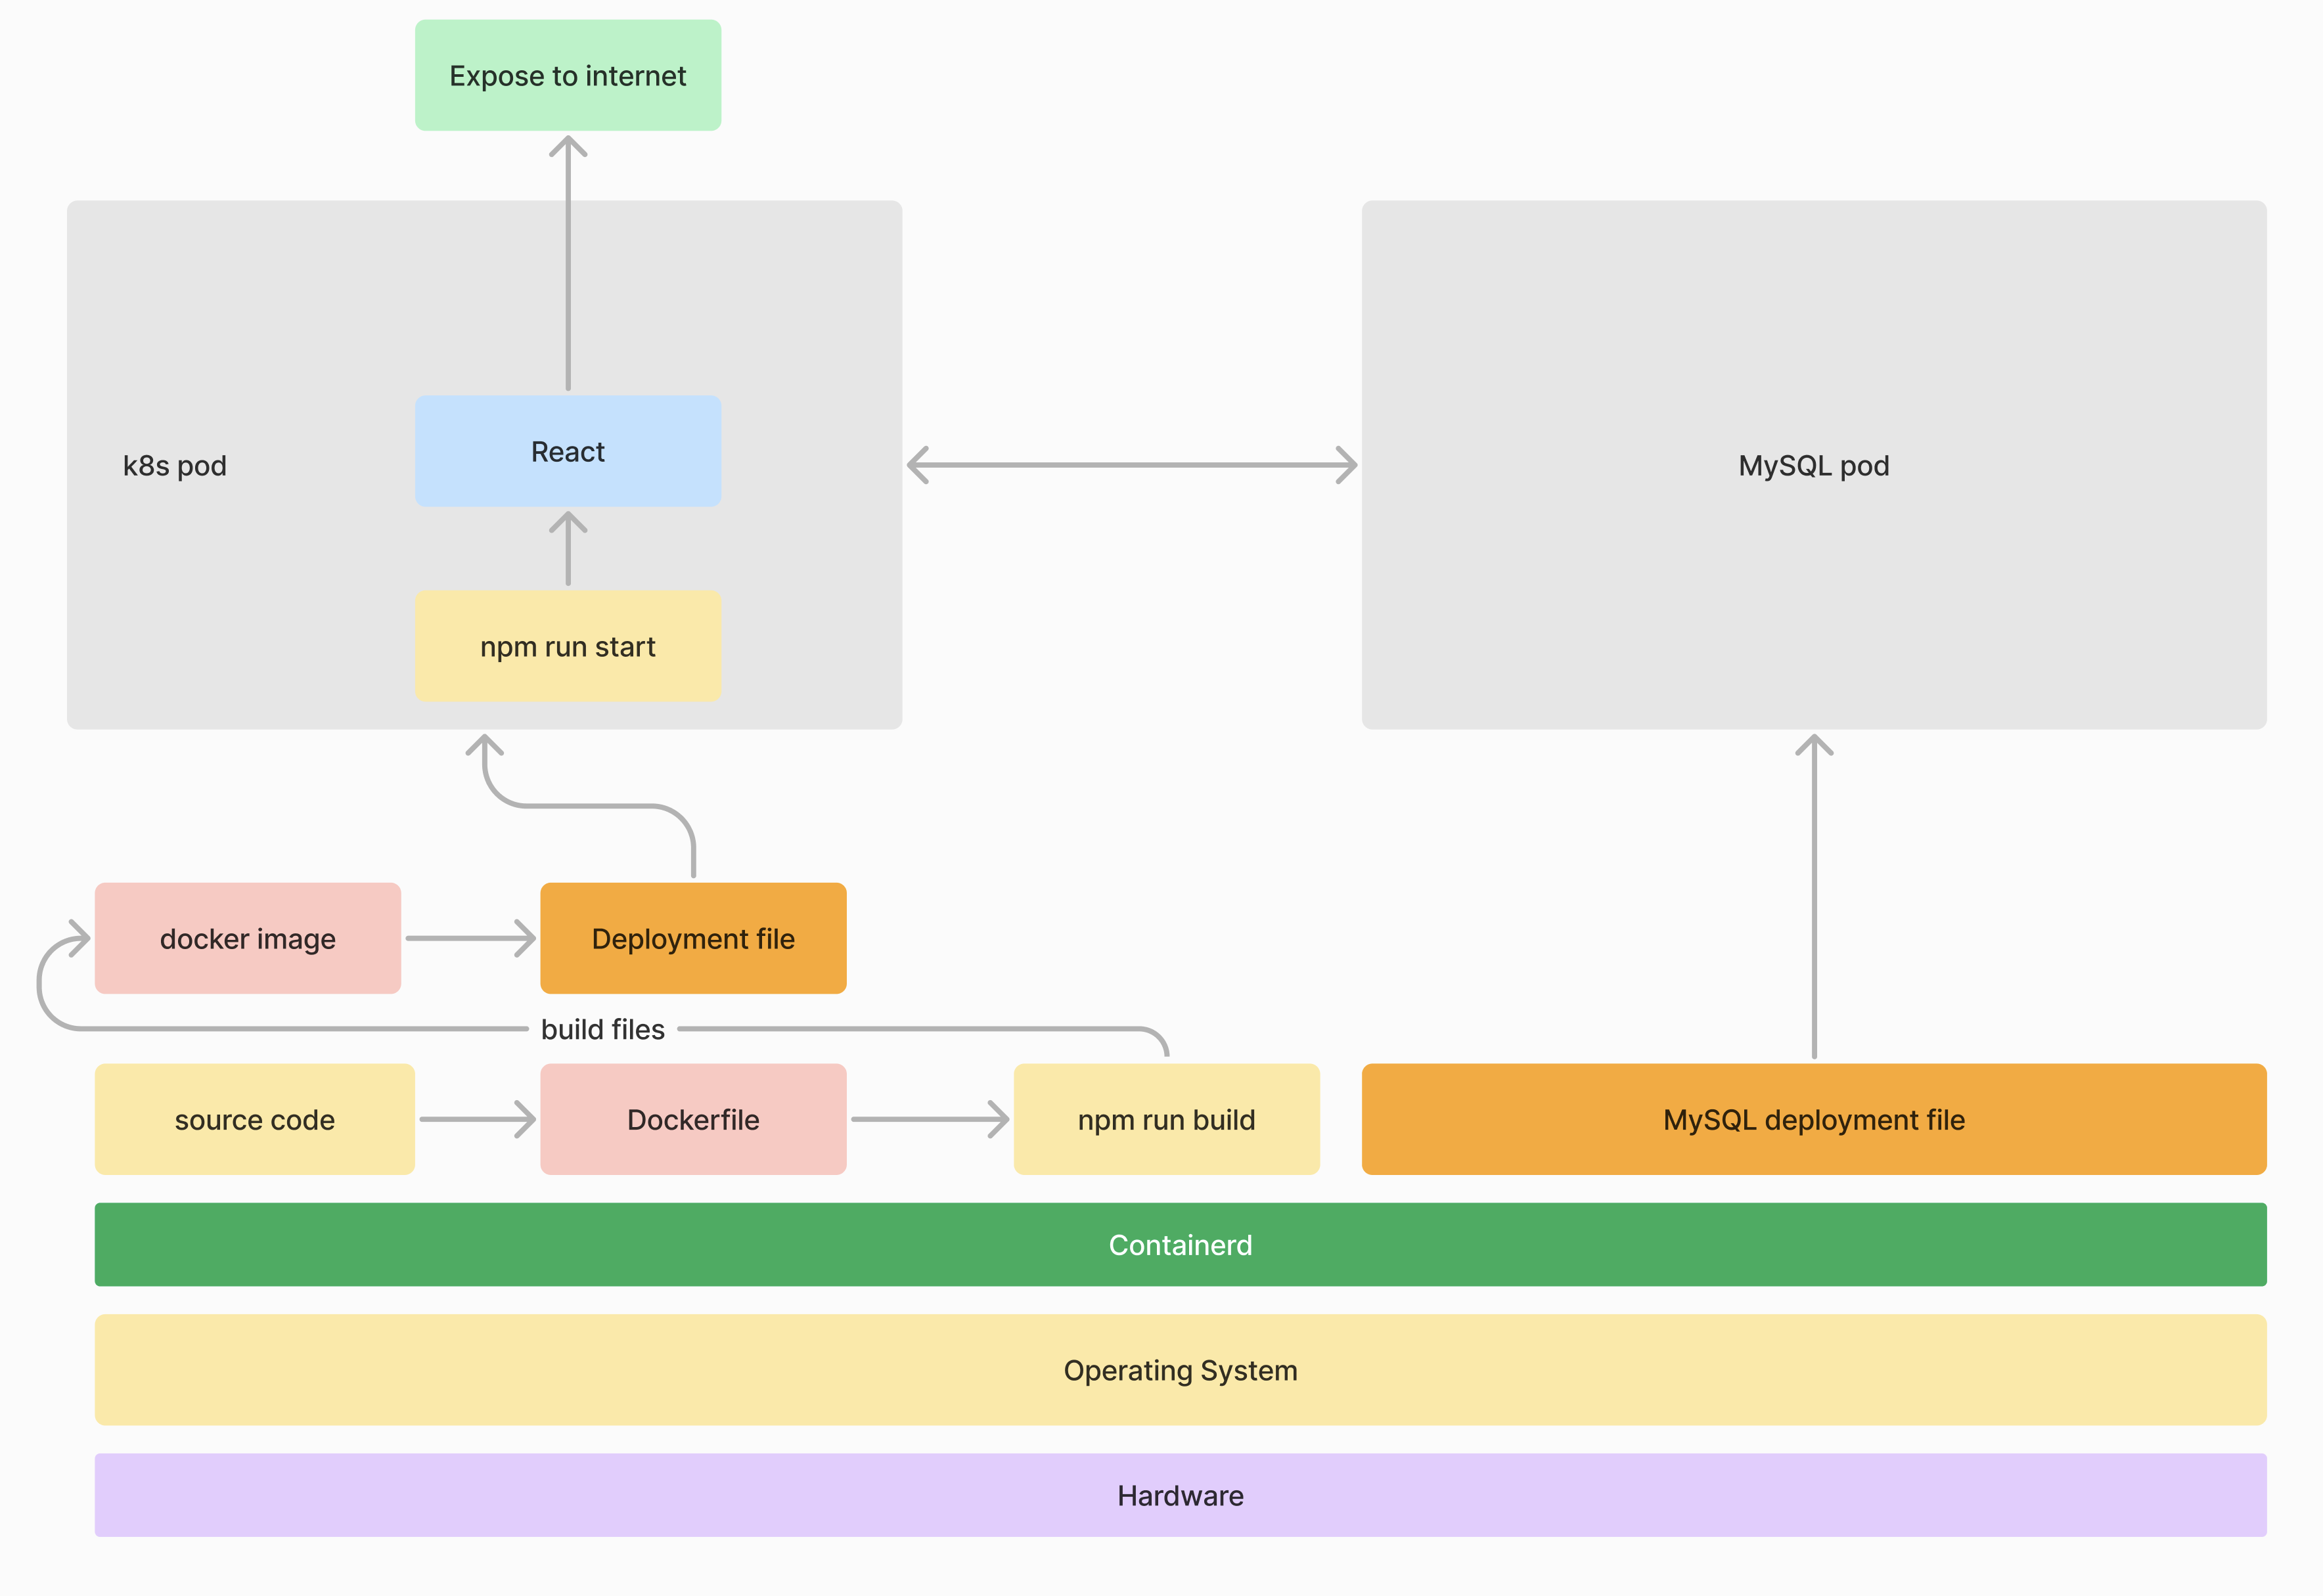 Expose to internet
k8s pod
React
npm run start
MySQL pod
docker image
Deployment file
build files
source code
Dockerfile
npm run build
MySQL deployment file
Containerd
Operating System
Hardware